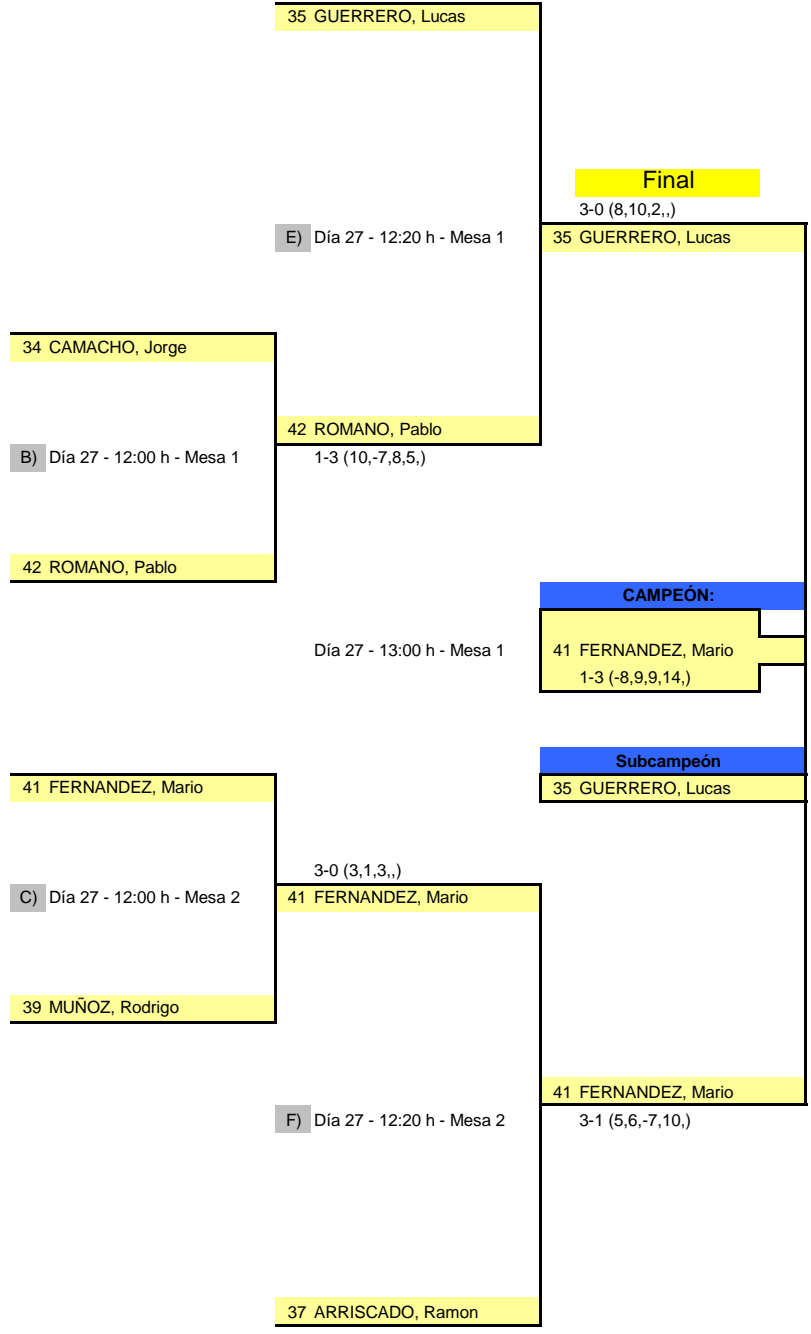 35 GUERRERO, Lucas
Final
3-0 (8,10,2,,)
E) Día 27 - 12:20 h - Mesa 1
35 GUERRERO, Lucas
34 CAMACHO, Jorge
42 ROMANO, Pablo
B) Día 27 - 12:00 h - Mesa 1
1-3 (10,-7,8,5,)
42 ROMANO, Pablo
CAMPEÓN:
Día 27 - 13:00 h - Mesa 1
41 FERNANDEZ, Mario
1-3 (-8,9,9,14,)
Subcampeón
41 FERNANDEZ, Mario
35 GUERRERO, Lucas
3-0 (3,1,3,,)
C) Día 27 - 12:00 h - Mesa 2
41 FERNANDEZ, Mario
39 MUÑOZ, Rodrigo
41 FERNANDEZ, Mario
F) Día 27 - 12:20 h - Mesa 2
3-1 (5,6,-7,10,)
37 ARRISCADO, Ramon